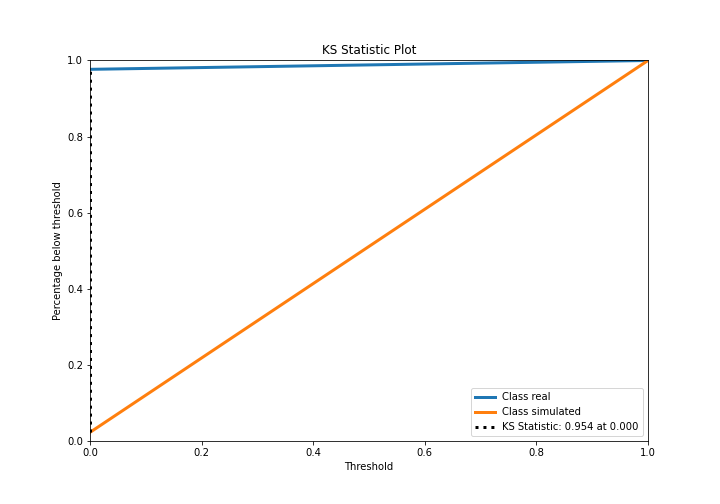 KS Statistic Plot
1.0
0.8
0.6
0.4
0.2
0.0
Percentage below threshold
Class real
Class simulated
KS Statistic: 0.954 at 0.000
0.0 0.2 0.4 0.6 0.8 1.0
Threshold